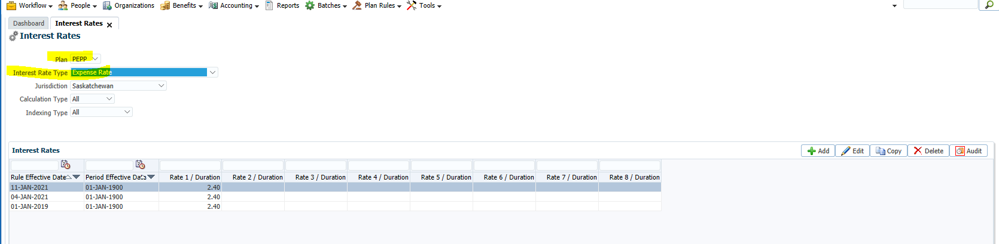 Workflow People Organizations Benefits Accounting Reports Batches Plan Rules Tools
Dashboard Interest Rates
Interest Rates
Plan PEPP
Interest Rate Type Expense Rate
Jurisdiction Saskatchewan
Calculation Type All
Indexing Type All
Interest Rates Add Edit Copy Delete Audit
Rule Effective Date Period Effective Date Rate 1 / Duration Rate 2 / Duration Rate 3 / Duration Rate 4 / Duration Rate 5 / Duration Rate 6 / Duration Rate 7 / Duration Rate 8 / Duration
11-JAN-2021 01-JAN-1900 2.40
04-JAN-2021 01-JAN-1900 2.40
01-JAN-2019 01-JAN-1900 2.40